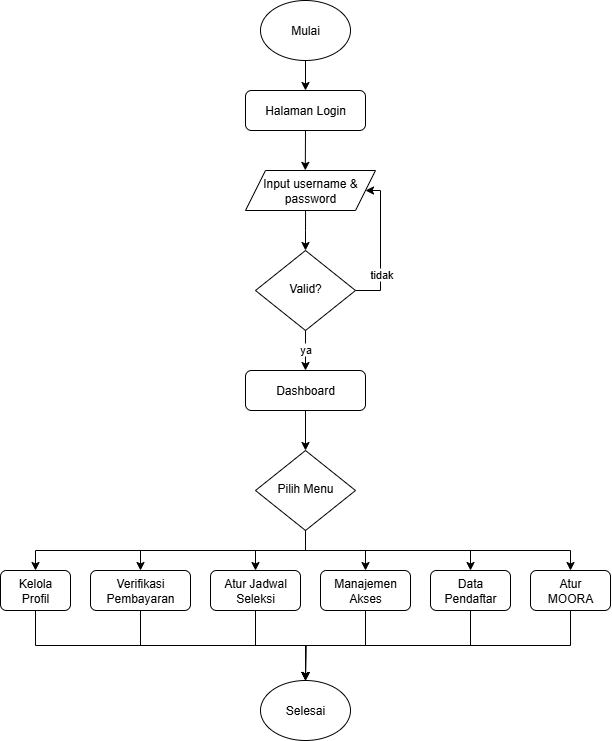 Mulai
Halaman Login
Input username &
password
Valid?
tidak
ya
Dashboard
Pilih Menu
Kelola
Profil
Verifikasi
Pembayaran
Atur Jadwal
Seleksi
Manajemen
Akses
Data
Pendaftar
Atur
MOORA
Selesai